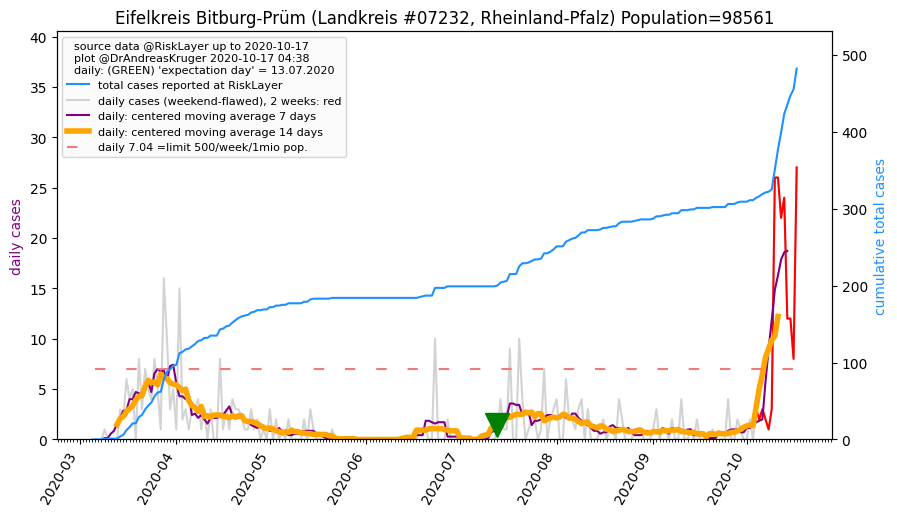 Eifelkreis Bitburg-Prüm (Landkreis #07232, Rheinland-Pfalz) Population=98561
source data @RiskLayer up to 2020-10-17
plot @DrAndreasKruger 2020-10-17 04:38
daily: (GREEN) 'expectation day' = 13.07.2020
total cases reported at RiskLayer
daily cases (weekend-flawed), 2 weeks: red
daily: centered moving average 7 days
daily: centered moving average 14 days
daily 7.04 =limit 500/week/1mio pop.
daily cases
40
35
30
25
20
15
10
5
0
cumulative total cases
500
400
300
200
100
0
2020-03
2020-04
2020-05
2020-06
2020-07
2020-08
2020-09
2020-10